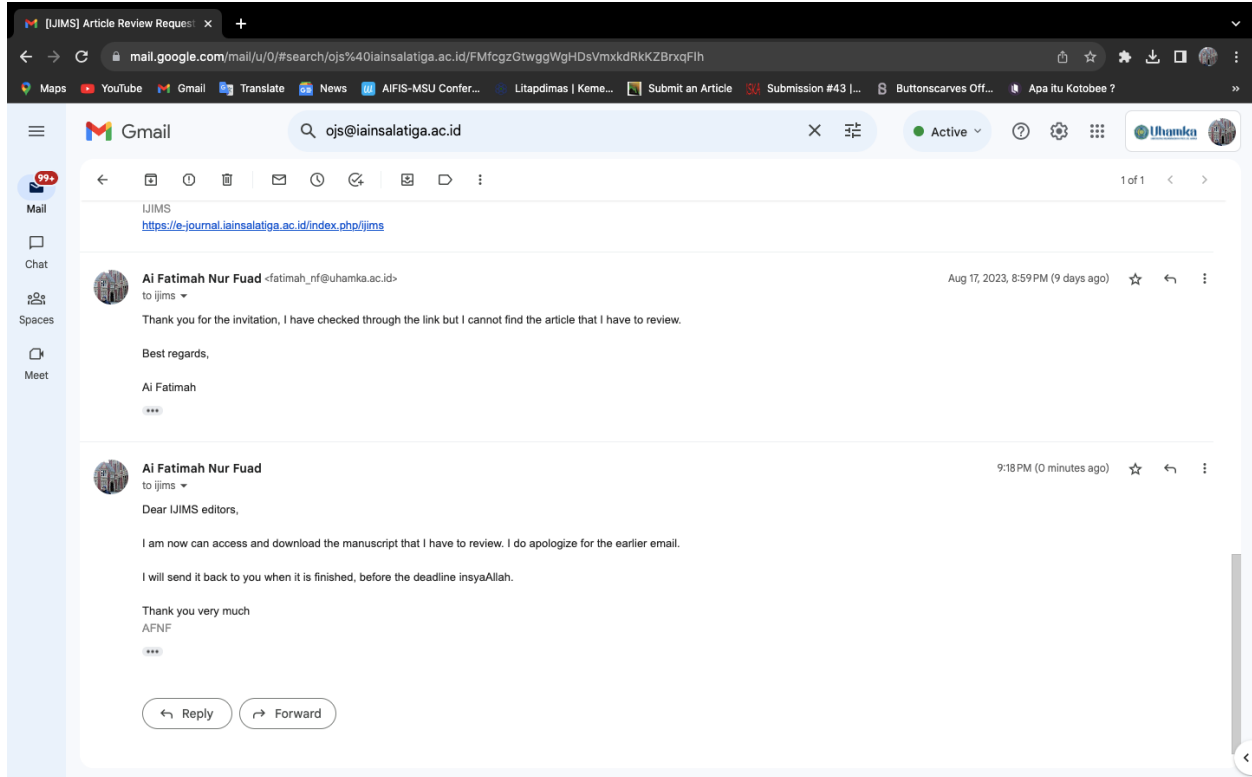 [IJIMS] Article Review Request
mail.google.com/mail/u/0/#search/ojs%40iainsalatiga.ac.id/FMfcgzGtwggWgHDsVmxkdRkKZBrxqFlh
Maps YouTube Gmail Translate News AIFIS-MSU Confer... Litapdimas | Keme... Submit an Article Submission #43 |... Buttonscarves Off... Apa itu Kotobee ? »
Gmail
ojs@iainsalatiga.ac.id
Active
Uhamka
99+
Mail
Chat
Spaces
Meet
1 of 1
IJIMS
https://e-journal.iainsalatiga.ac.id/index.php/ijims
Ai Fatimah Nur Fuad <fatimah_nf@uhamka.ac.id> Aug 17, 2023, 8:59 PM (9 days ago)
to ijims
Thank you for the invitation, I have checked through the link but I cannot find the article that I have to review.
Best regards,
Ai Fatimah
Ai Fatimah Nur Fuad 9:18 PM (0 minutes ago)
to ijims
Dear IJIMS editors,
I am now can access and download the manuscript that I have to review. I do apologize for the earlier email.
I will send it back to you when it is finished, before the deadline insyaAllah.
Thank you very much
AFNF
Reply Forward